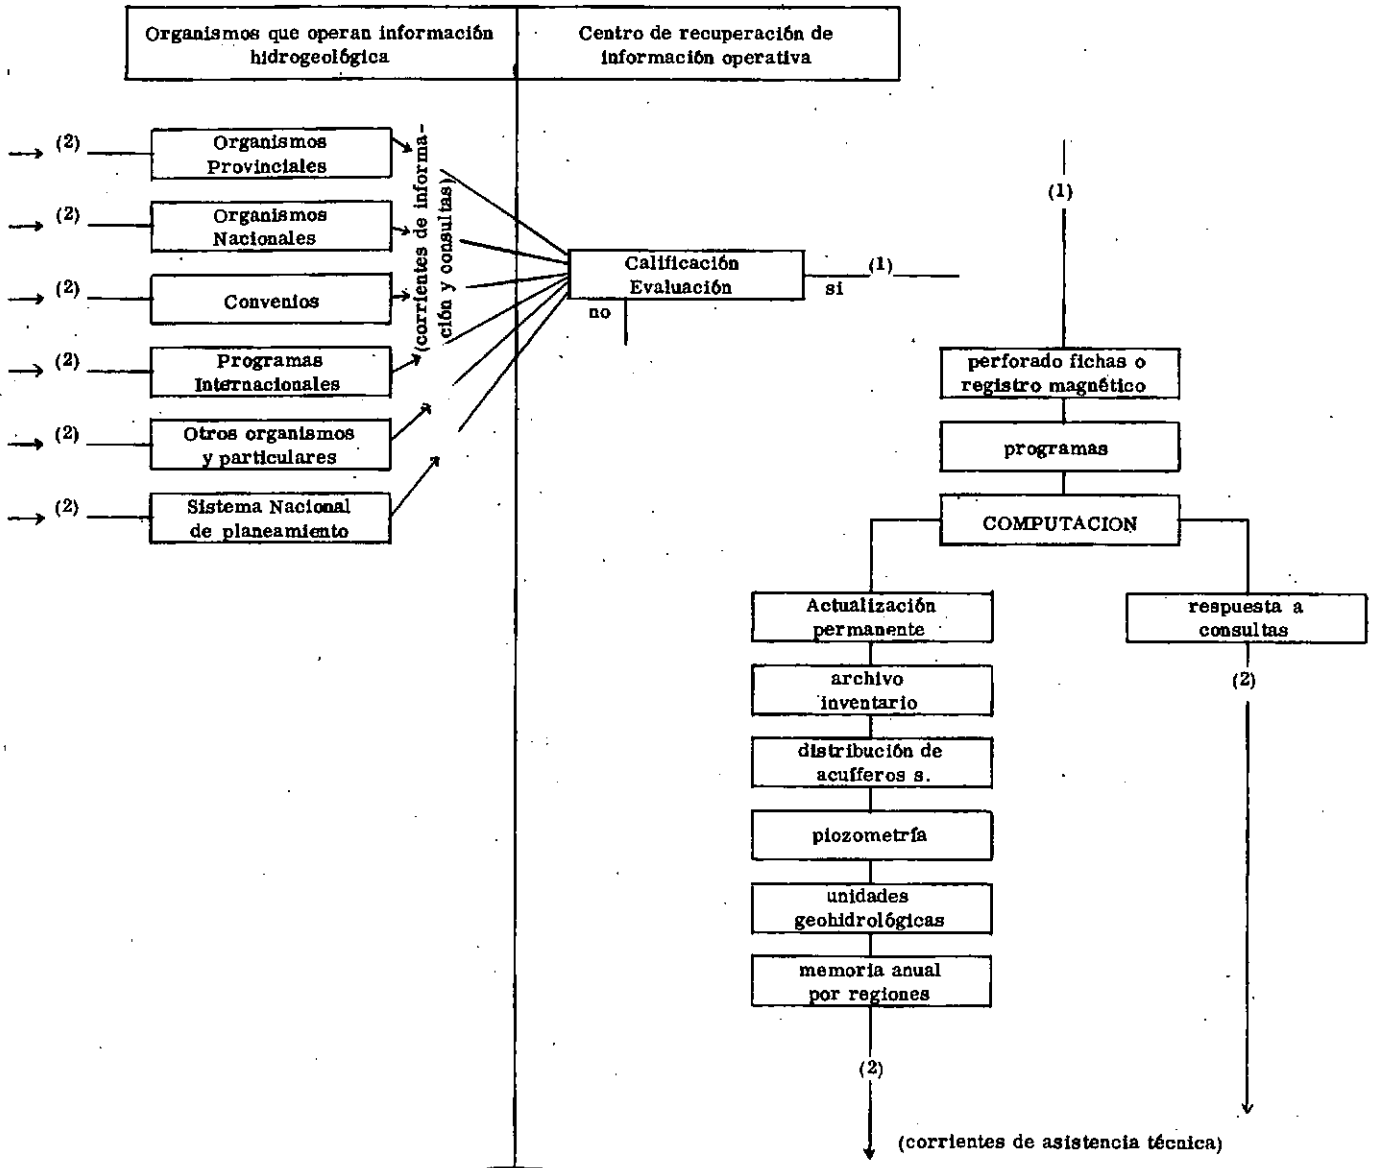 Organismos que operan información
hidrogeológica
Centro de recuperación de
información operativa
(2)
Organismos
Provinciales
(2)
Organismos
Nacionales
(2)
Convenios
(2)
Programas
Internacionales
(2)
Otros organismos
y particulares
(2)
Sistema Nacional
de planeamiento
(corrientes de informa-
ción y consultas)
Calificación
Evaluación
si
(1)
no
(1)
perforado fichas o
registro magnético
programas
COMPUTACION
Actualización
permanente
archivo
inventario
distribución de
acuíferos s.
piozometría
unidades
geohidrológicas
memoria anual
por regiones
(2)
respuesta a
consultas
(2)
(corrientes de asistencia técnica)